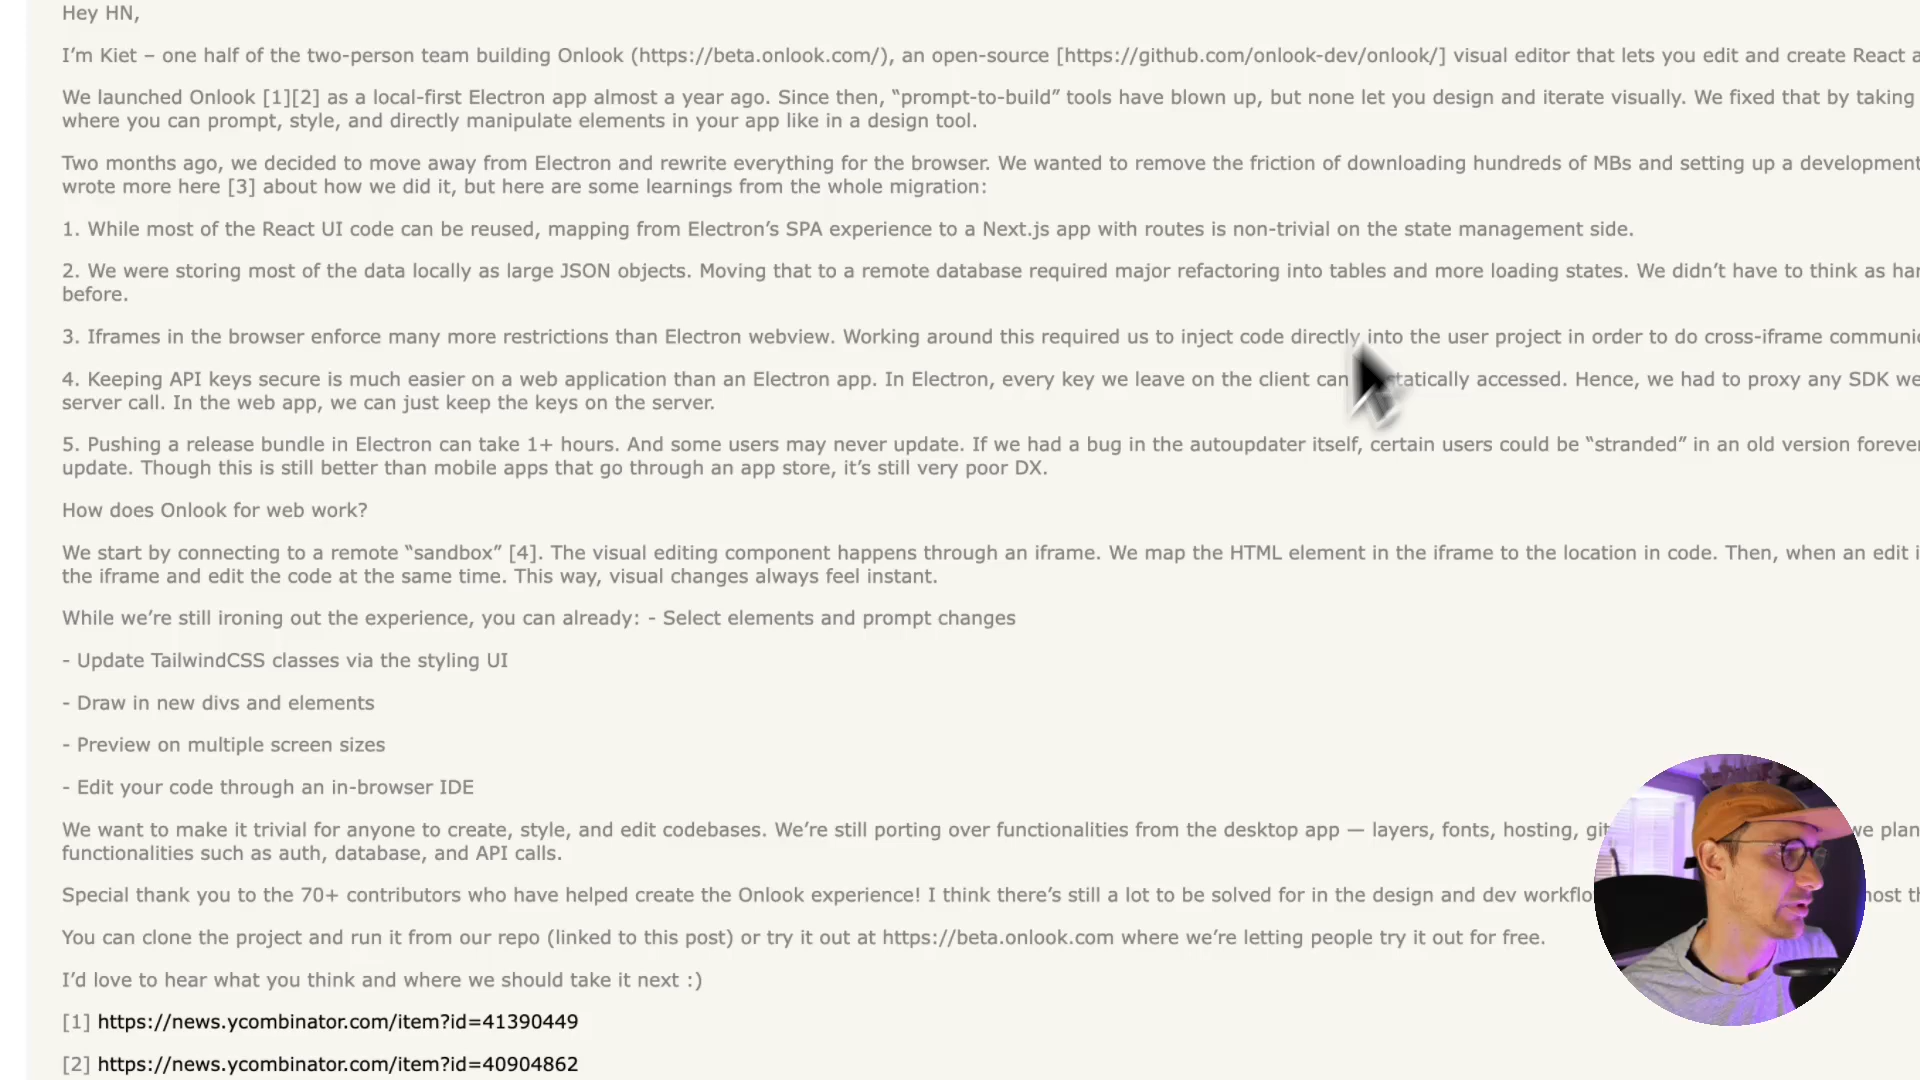 Hey HN,
I’m Kiet – one half of the two-person team building Onlook (https://beta.onlook.com/), an open-source [https://github.com/onlook-dev/onlook/] visual editor that lets you edit and create React
We launched Onlook [1][2] as a local-first Electron app almost a year ago. Since then, “prompt-to-build” tools have blown up, but none let you design and iterate visually. We fixed that by taking
where you can prompt, style, and directly manipulate elements in your app like in a design tool.
Two months ago, we decided to move away from Electron and rewrite everything for the browser. We wanted to remove the friction of downloading hundreds of MBs and setting up a development
wrote more here [3] about how we did it, but here are some learnings from the whole migration:
1. While most of the React UI code can be reused, mapping from Electron’s SPA experience to a Next.js app with routes is non-trivial on the state management side.
2. We were storing most of the data locally as large JSON objects. Moving that to a remote database required major refactoring into tables and more loading states. We didn’t have to think as
before.
3. Iframes in the browser enforce many more restrictions than Electron webview. Working around this required us to inject code directly into the user project in order to do cross-iframe
4. Keeping API keys secure is much easier on a web application than an Electron app. In Electron, every key we leave on the client can accessed. Hence, we had to proxy any SDK we
server call. In the web app, we can just keep the keys on the server.
5. Pushing a release bundle in Electron can take 1+ hours. And some users may never update. If we had a bug in the autoupdater itself, certain users could be “stranded” in an old version
update. Though this is still better than mobile apps that go through an app store, it’s still very poor DX.
How does Onlook for web work?
We start by connecting to a remote “sandbox” [4]. The visual editing component happens through an iframe. We map the HTML element in the iframe to the location in code. Then, when an edit
the iframe and edit the code at the same time. This way, visual changes always feel instant.
While we’re still ironing out the experience, you can already: - Select elements and prompt changes
- Update TailwindCSS classes via the styling UI
- Draw in new divs and elements
- Preview on multiple screen sizes
- Edit your code through an in-browser IDE
We want to make it trivial for anyone to create, style, and edit codebases. We’re still porting over functionalities from the desktop app — layers, fonts, hosting, git we plan
functionalities such as auth, database, and API calls.
Special thank you to the 70+ contributors who have helped create the Onlook experience! I think there’s still a lot to be solved for in the design and dev
You can clone the project and run it from our repo (linked to this post) or try it out at https://beta.onlook.com where we’re letting people try it out for free.
I’d love to hear what you think and where we should take it next :)
[1] https://news.ycombinator.com/item?id=41390449
[2] https://news.ycombinator.com/item?id=40904862